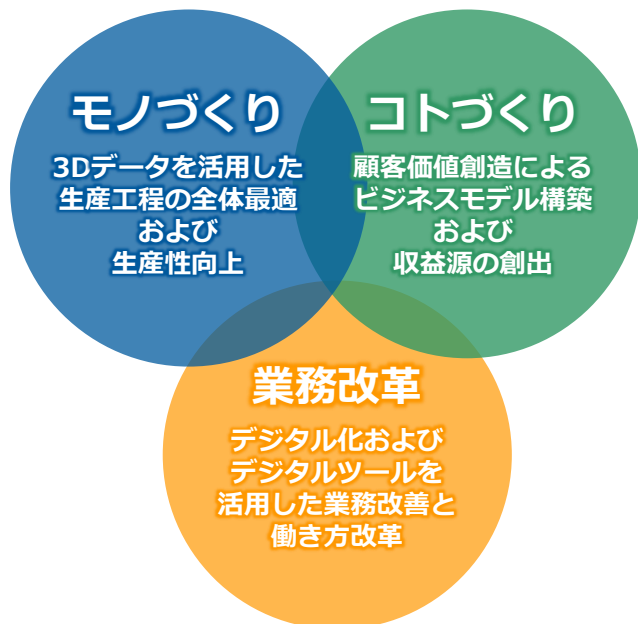 モノづくり
3Dデータを活用した
生産工程の全体最適
および
生産性向上
コトづくり
顧客価値創造による
ビジネスモデル構築
および
収益源の創出
業務改革
デジタル化および
デジタルツールを
活用した業務改善と
働き方改革